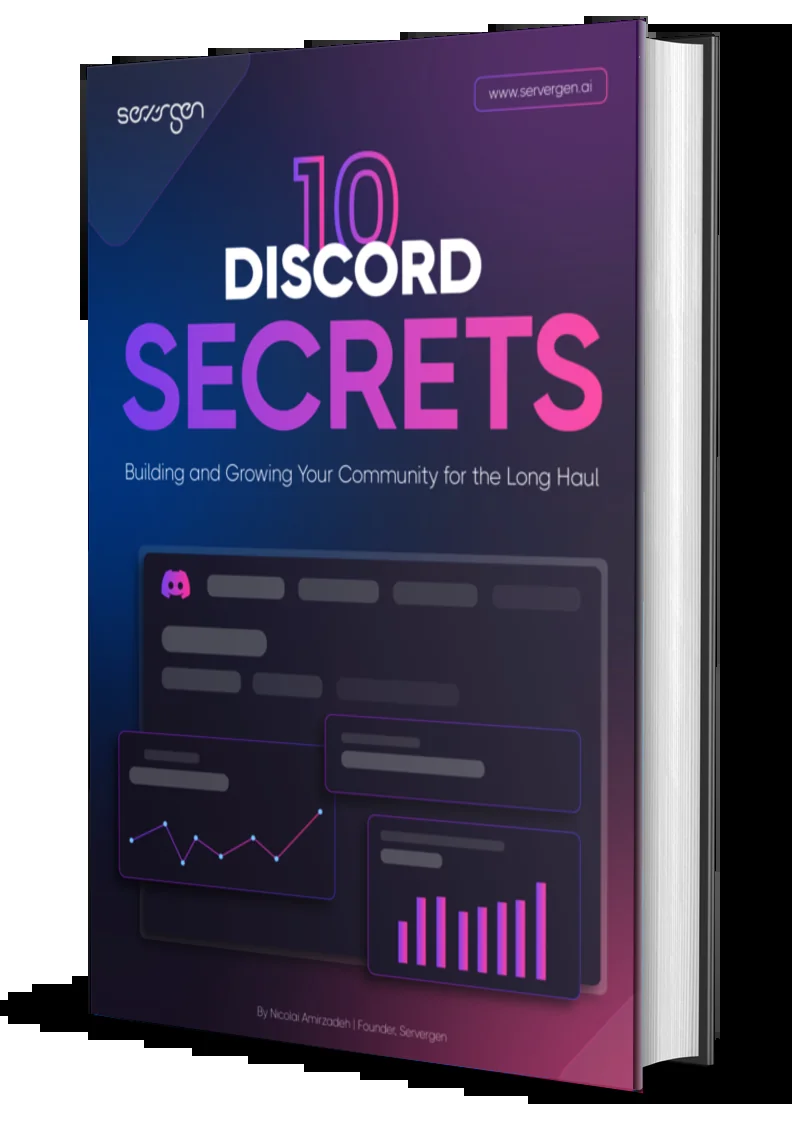 servergen
www.servergen.ai
10
DISCORD
SECRETS
Building and Growing Your Community for the Long Haul
By Nicolai Amirzadeh | Founder, Servergen